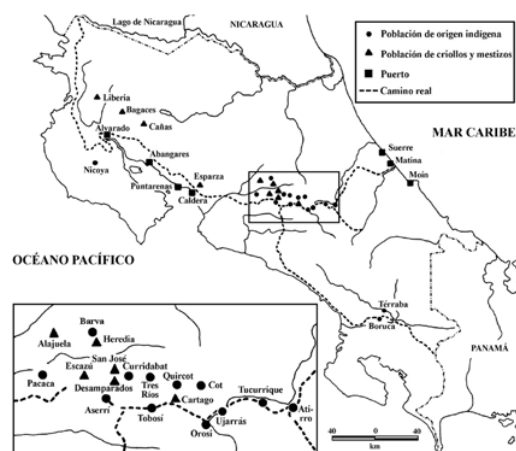 Lago de Nicaragua
NICARAGUA
Población de origen indígena
Población de criollos y mestizos
Puerto
Camino real
MAR CARIBE
Liberia
Bagaces
Cañas
Alvarado
Abangares
Nicoya
Esparza
Puntarenas
Caldera
Suerre
Matina
Moín
OCÉANO PACÍFICO
Térraba
Boruca
PANAMÁ
Barva
Alajuela
Heredia
San José
Escazú
Curridabat
Quircot
Cot
Pacaca
Desamparados
Tres
Ríos
Cartago
Tucurrique
Aserrí
Tobosí
Ujarrás
Orosi
Ati-
rro
40 0 40
km